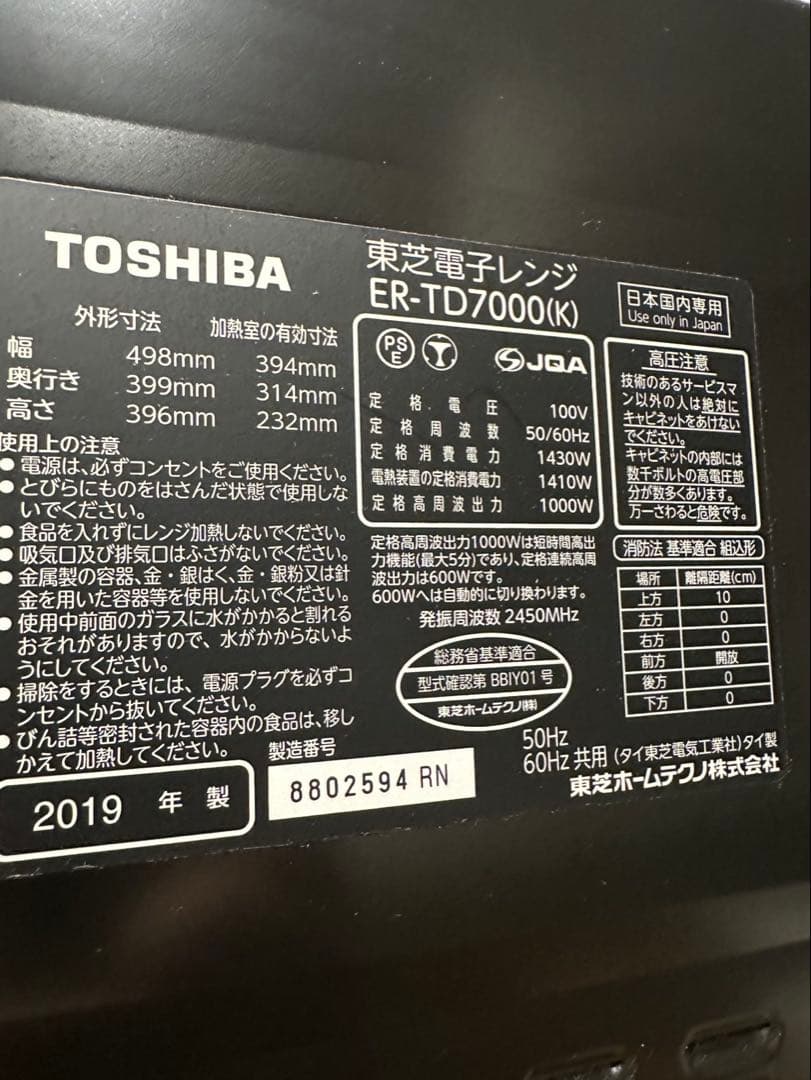 TOSHIBA
東芝電子レンジ
ER-TD7000(K)
日本国内専用
Use only in Japan
外形寸法 加熱室の有効寸法
幅 498mm 394mm
奥行き 399mm 314mm
高さ 396mm 232mm
使用上の注意
● 電源は、必ずコンセントをご使用ください。
● とびらにものをはさんだ状態で使用しな
いでください。
● 食品を入れずにレンジ加熱しないでください。
● 吸気口及び排気口はふさがないでください。
● 金属製の容器、金・銀はく、金・銀粉又は針
金を用いた容器等を使用しないでください。
● 使用中前面のガラスに水がかかると割れる
おそれがありますので、水がかからないよ
うにしてください。
● 掃除をするときには、電源プラグを必ずコ
ンセントから抜いてください。
● びん詰等密封された容器内の食品は、移し
かえて加熱してください。
2019 年 製
製造番号
8802594 RN
PS
E
JQA
定格電圧 100V
定格周波数 50/60Hz
定格消費電力 1430W
電熱装置の定格消費電力 1410W
定格高周波出力 1000W
定格高周波出力1000Wは短時間高出
力機能(最大5分)であり、定格連続高周
波出力は600Wです。
600Wへは自動的に切り換わります。
発振周波数 2450MHz
総務省基準適合
型式確認第 BBIY01 号
東芝ホームテクノ(株)
高圧注意
技術のあるサービスマ
ン以外の人は絶対に
キャビネットをあけない
でください。
キャビネットの内部には
数千ボルトの高電圧部
分が数多くあります。
万一さわると危険です。
消防法 基準適合 組込形
場所 離隔距離(cm)
上方 10
左方 0
右方 0
前方 開放
後方 0
下方 0
50Hz
60Hz 共用 (タイ東芝電気工業社)タイ製
東芝ホームテクノ株式会社